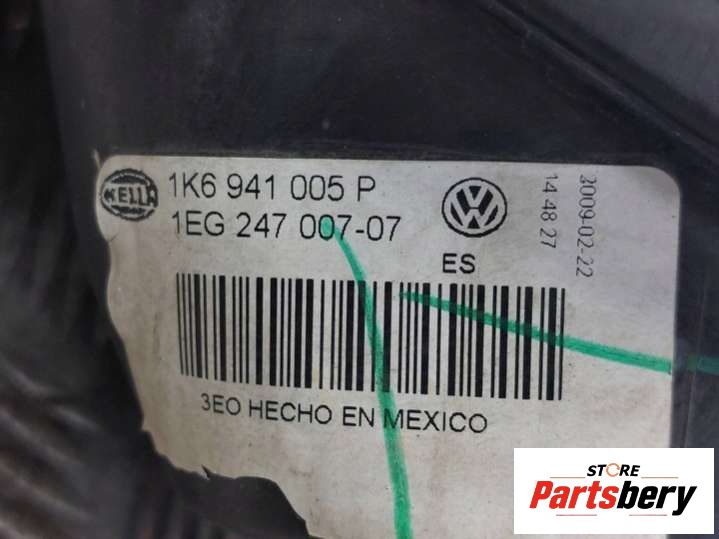 HELLA
1K6 941 005 P
1EG 247 007-07
ES
14 48 27
2009-02-22
3EO HECHO EN MEXICO
STORE
Partsbery